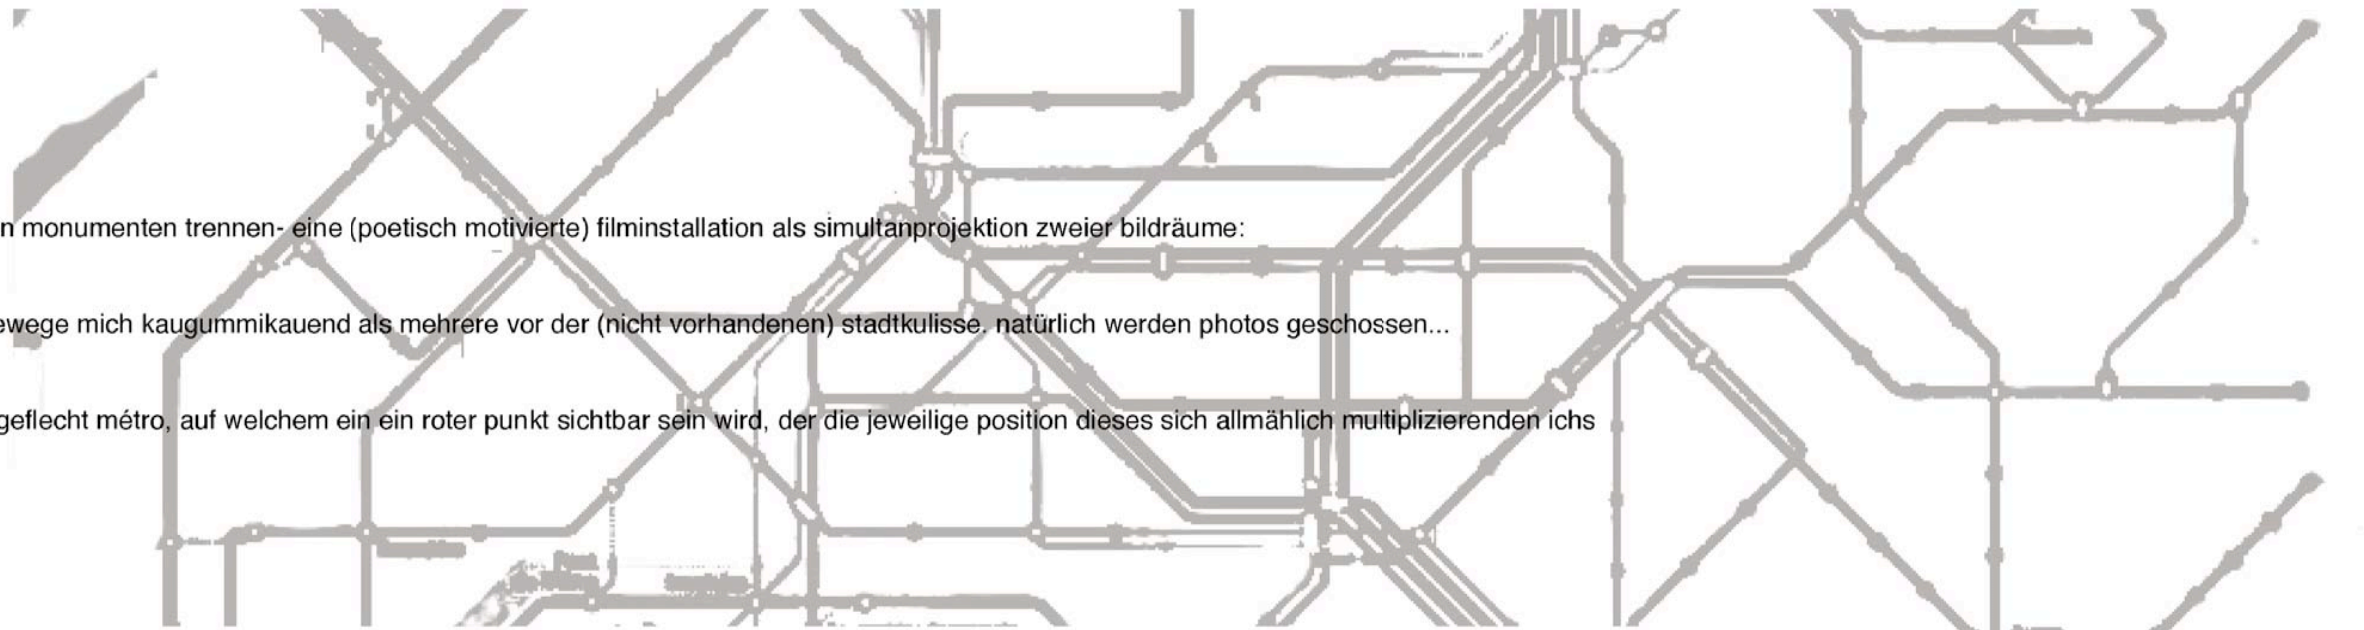 n monumenten trennen- eine (poetisch motivierte) filminstallation als simultanprojektion zweier bildräume:
ewege mich kaugummikauend als mehrere vor der (nicht vorhandenen) stadtkulisse. natürlich werden photos geschossen...
geflecht métro, auf welchem ein ein roter punkt sichtbar sein wird, der die jeweilige position dieses sich allmählich multiplizierenden ichs